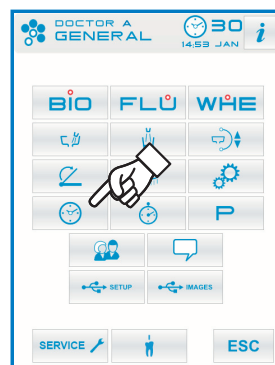 DOCTOR A
GENERAL
30
14:53 JAN
i
BIO FLU WHE
P
SETUP IMAGES
SERVICE ESC